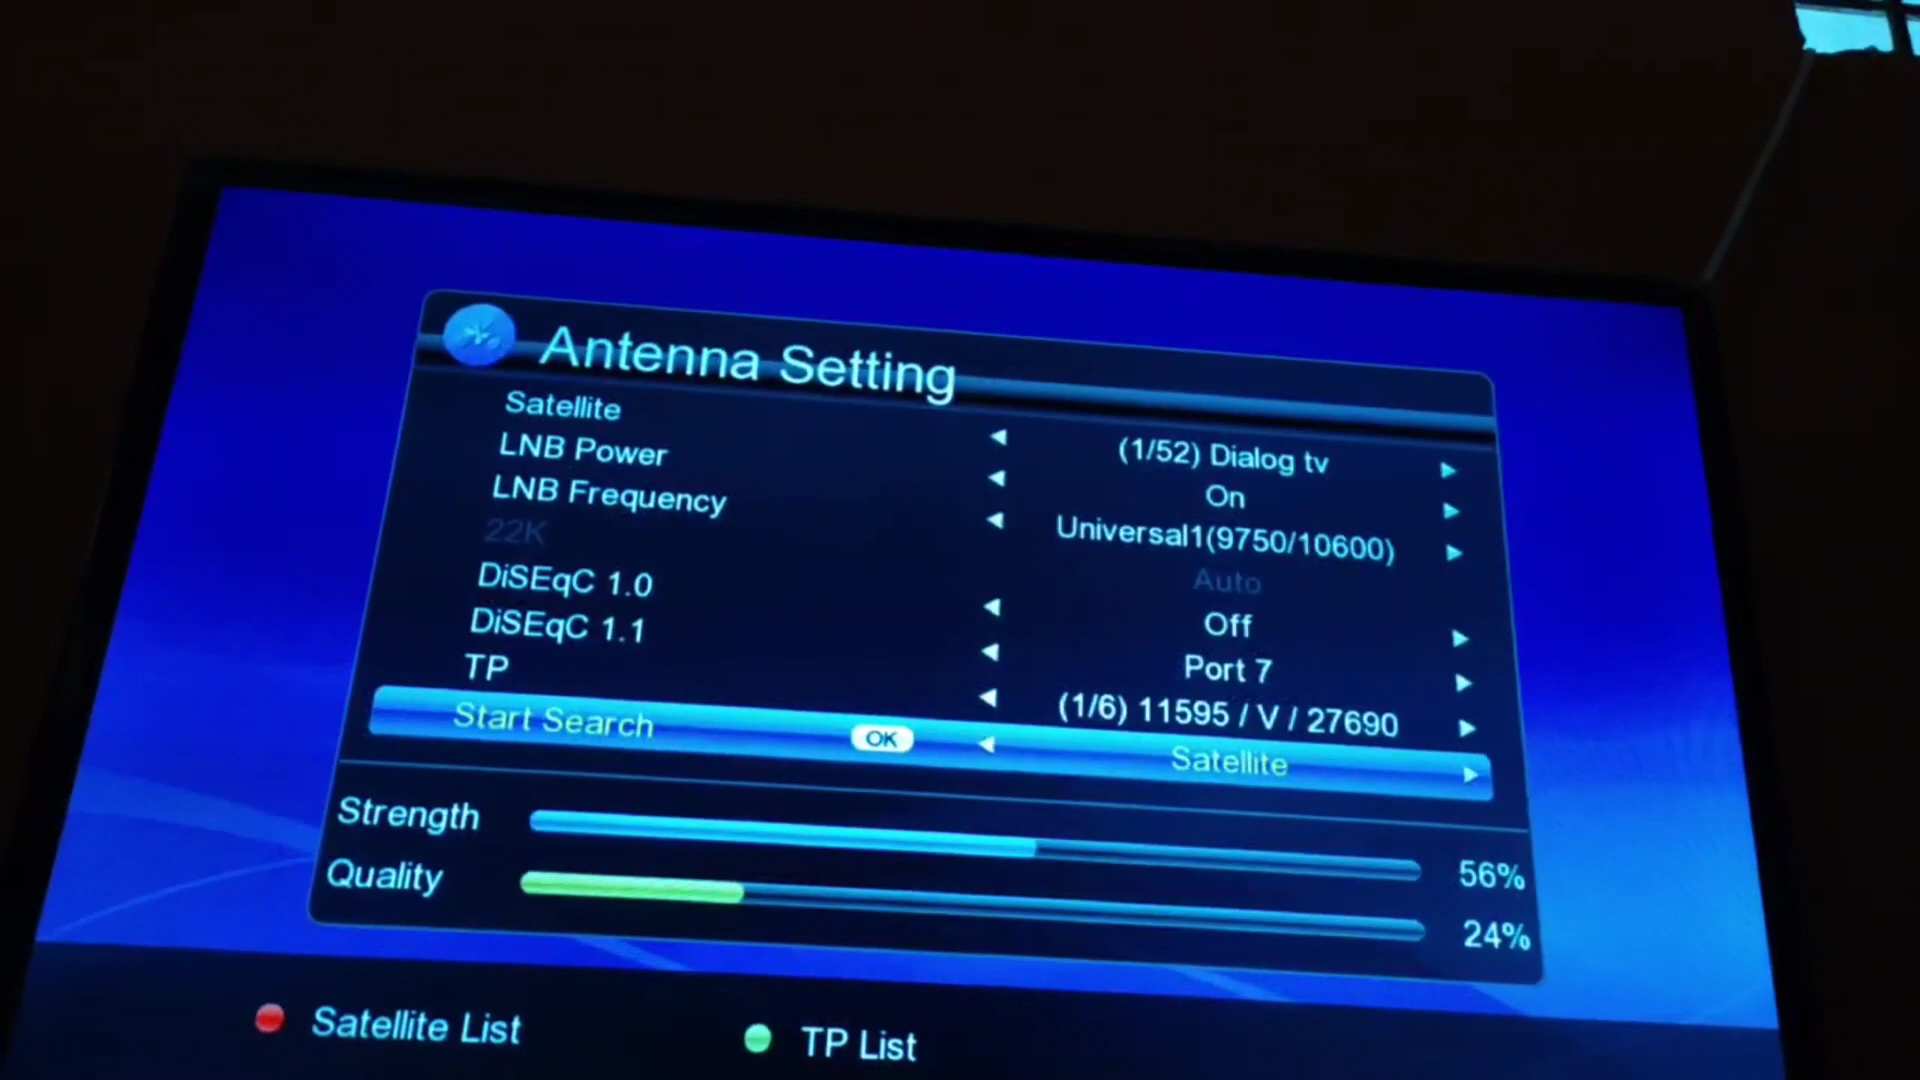 Antenna Setting
Satellite (1/52) Dialog tv
LNB Power On
LNB Frequency Universal1(9750/10600)
22K Auto
DiSEqC 1.0 Off
DiSEqC 1.1 Port 7
TP (1/6) 11595 / V / 27690
Start Search OK Satellite
Strength 56%
Quality 24%
Satellite List TP List